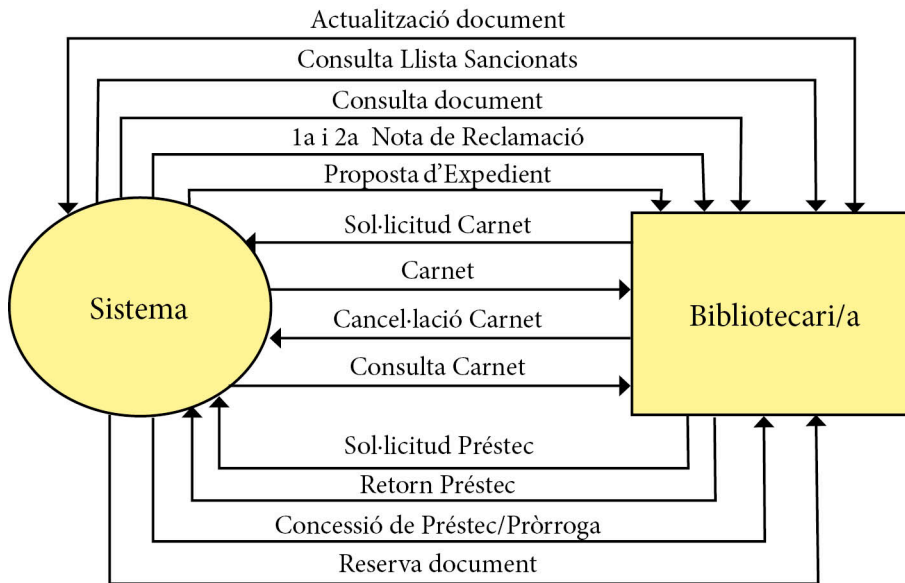 Actualització document
Consulta Llista Sancionats
Consulta document
1a i 2a  Nota de Reclamació
Proposta d’Expedient
Sol·licitud Carnet
Carnet
Sistema
Bibliotecari/a
Cancel·lació Carnet
Consulta Carnet
Sol·licitud Préstec
Retorn Préstec
Concessió de Préstec/Pròrroga
Reserva document